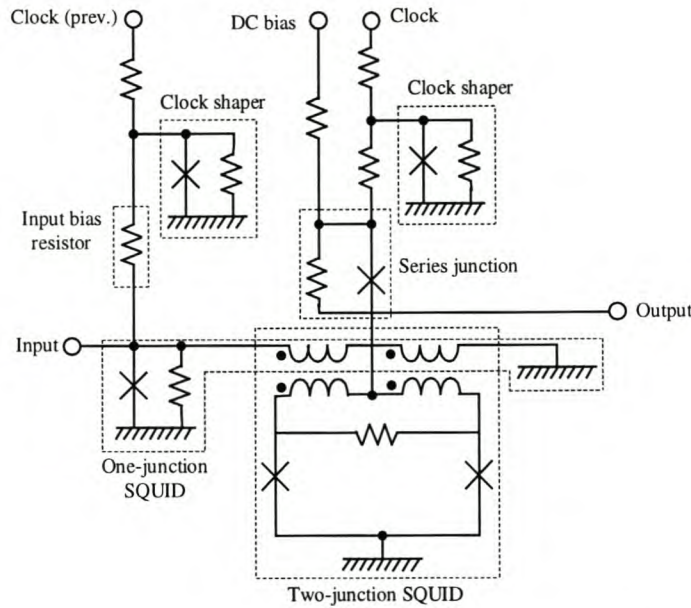 Clock (prev.)
DC bias
Clock
Clock shaper
Clock shaper
Input bias
resistor
Series junction
Output
Input
One-junction
SQUID
Two-junction SQUID